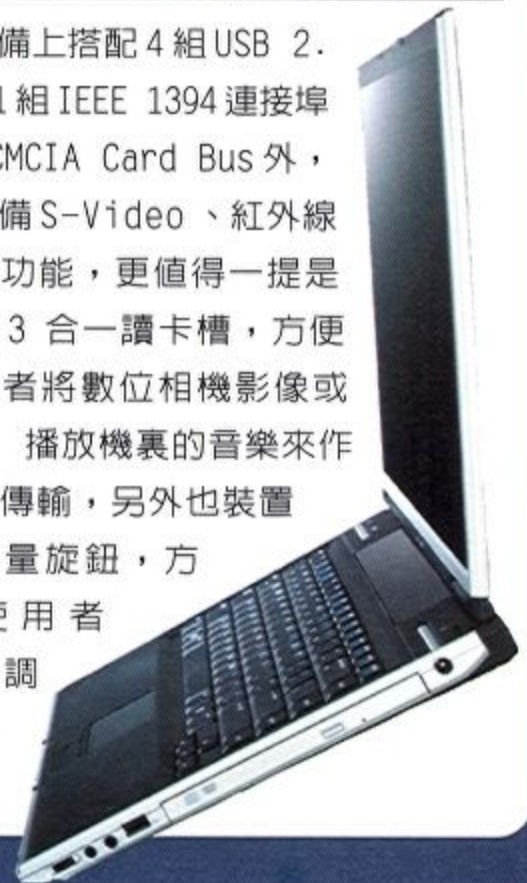 備上搭配4組USB 2.
組IEEE 1394連接埠
CMCIA Card Bus外，
備S-Video、紅外線
功能，更值得一提是
3 合一讀卡槽，方便
者將數位相機影像或
播放機裏的音樂來作
傳輸，另外也裝置
量旋鈕，方
使用者
調